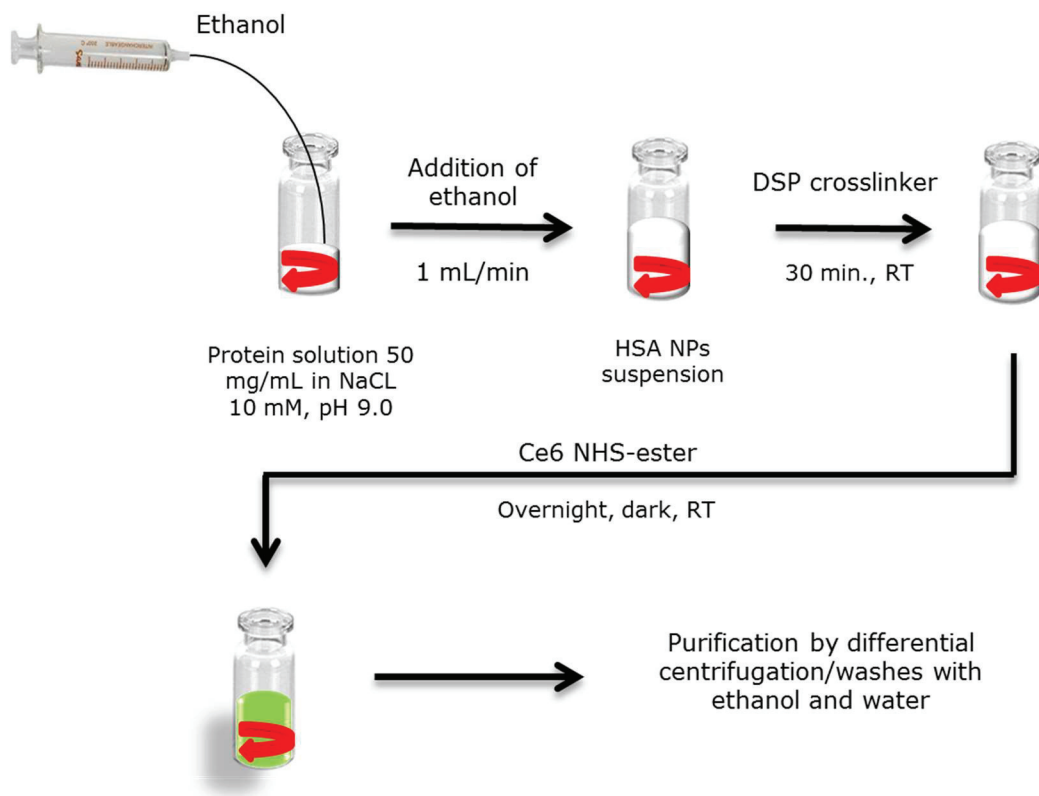 Ethanol
Addition of
ethanol
1 mL/min
DSP crosslinker
30 min., RT
Protein solution 50
mg/mL in NaCL
10 mM, pH 9.0
HSA NPs
suspension
Ce6 NHS-ester
Overnight, dark, RT
Purification by differential
centrifugation/washes with
ethanol and water